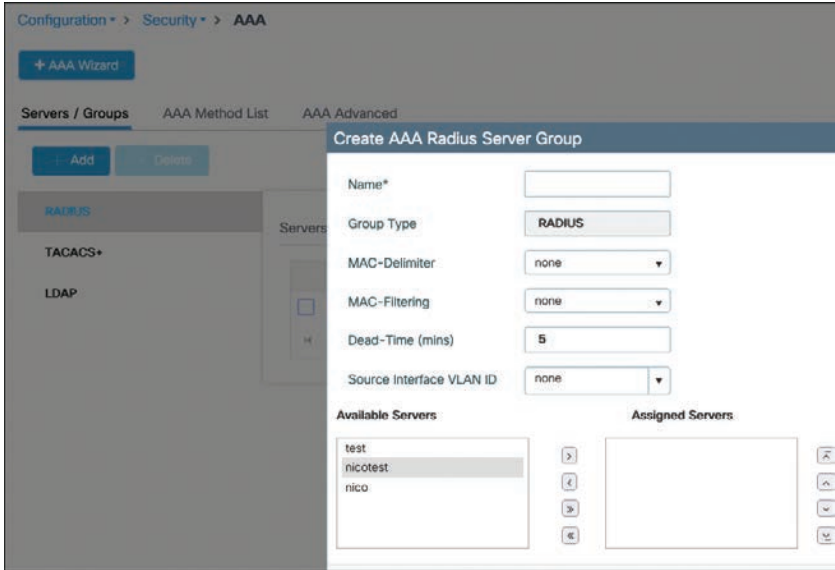 Configuration > Security > AAA
+ AAA Wizard
Servers / Groups AAA Method List AAA Advanced
+ Add Delete
Create AAA Radius Server Group
RADIUS
TACACS+
LDAP
Servers
Name*
Group Type RADIUS
MAC-Delimiter none
MAC-Filtering none
Dead-Time (mins) 5
Source Interface VLAN ID none
Available Servers Assigned Servers
test
nicotest
nico